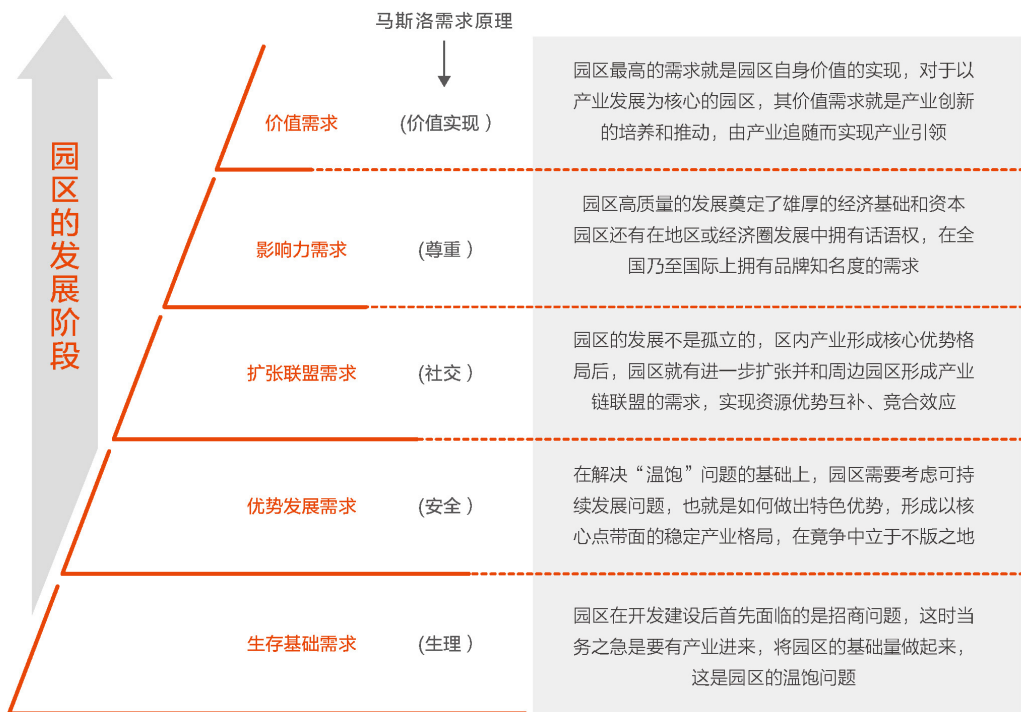 马斯洛需求原理
园区的发展阶段
价值需求
(价值实现)
园区最高的需求就是园区自身价值的实现，对于以
产业发展为核心的园区，其价值需求就是产业创新
的培养和推动，由产业追随而实现产业引领
影响力需求
(尊重)
园区高质量的发展奠定了雄厚的经济基础和资本
园区还有在地区或经济圈发展中拥有话语权，在全
国乃至国际上拥有品牌知名度的需求
扩张联盟需求
(社交)
园区的发展不是孤立的，区内产业形成核心优势格
局后，园区就有进一步扩张并和周边园区形成产业
链联盟的需求，实现资源优势互补、竞合效应
优势发展需求
(安全)
在解决“温饱”问题的基础上，园区需要考虑可持
续发展问题，也就是如何做出特色优势，形成以核
心点带面的稳定产业格局，在竟争中立于不版之地
生存基础需求
(生理)
园区在开发建设后首先面临的是招商问题，这时当
务之急是要有产业进来，将园区的基础量做起来，
这是园区的温饱问题